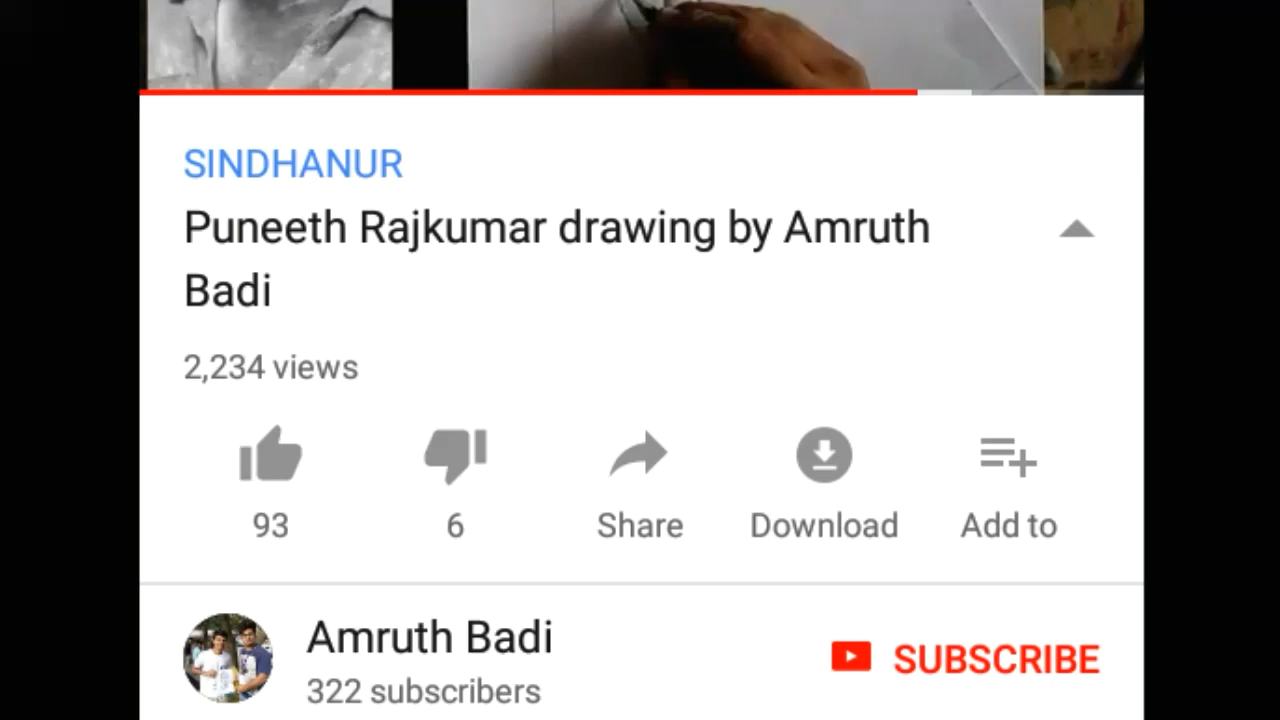 SINDHANUR
Puneeth Rajkumar drawing by Amruth
Badi
2,234 views
93 6 Share Download Add to
Amruth Badi
SUBSCRIBE
322 subscribers